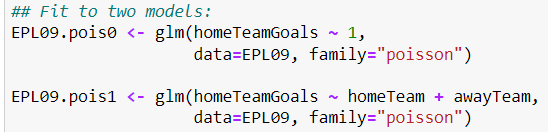 ## Fit to two models:
EPL09.pois0 <- glm(homeTeamGoals ~ 1,
data=EPL09, family="poisson")
EPL09.pois1 <- glm(homeTeamGoals ~ homeTeam + awayTeam,
data=EPL09, family="poisson")